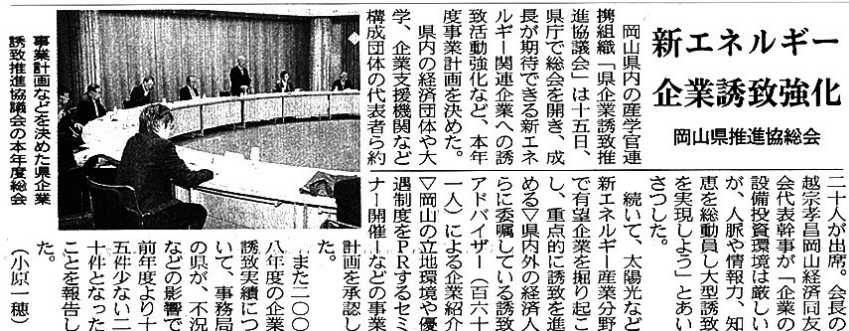 新エネルギー
企業誘致強化
岡山県推進協総会
岡山県内の産学官連
携組織「県企業誘致推
進協議会」は十五日、
県庁で総会を開き、成
長が期待できる新エネ
ルギー関連企業への誘
致活動強化など、本年
度事業計画を決めた。
県内の経済団体や大
学、企業支援機関など
構成団体の代表者ら約
二十人が出席。会長の
越宗孝昌岡山経済同友
会代表幹事が「企業の
設備投資環境は厳しい
が、人脈や情報力、知
恵を総動員し大型誘致
を実現しよう」とあい
さつした。
続いて、太陽光など
新エネルギー産業分野
で有望企業を掘り起こ
し、重点的に誘致を進
める▽県内外の経済人
らに委嘱している誘致
アドバイザー（百六十
一人）による企業紹介
▽岡山の立地環境や優
遇制度をPRするセミ
ナー開催―などの事業
計画を承認し
た。
また二〇〇
八年度の企業
誘致実績につ
いて、事務局
の県が、不況
などの影響で
前年度より十
五件少ない二
十件となった
ことを報告し
た。
（小原一穂）
事業計画などを決めた県企業
誘致推進協議会の本年度総会